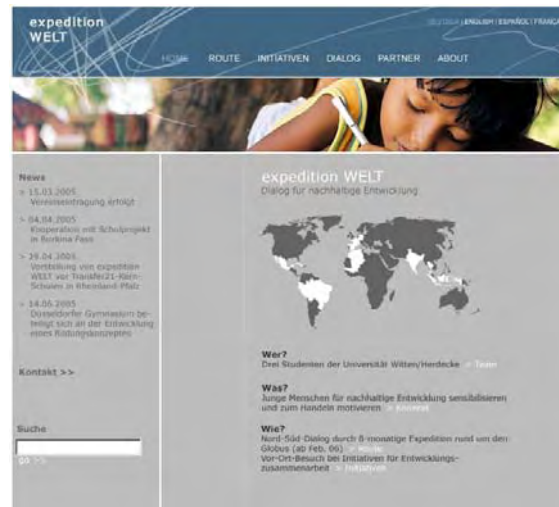 expedition
WELT
DEUTSCH | ENGLISH | ESPAÑOL | FRANÇA
HOME ROUTE INITIATIVEN DIALOG PARTNER ABOUT
News
> 15.03.2005
Vereinseintragung erfolgt
> 04.04.2005
Kooperation mit Schulprojekt
in Burkina Faso
> 29.04.2005
Vorstellung von expedition
WELT vor Transfer21-Kern-
Schulen in Rheinland-Pfalz
> 14.06.2005
Düsseldorfer Gymnasium be-
teiligt sich an der Entwicklung
eines Bildungskonzeptes
Kontakt >>
Suche
go >>
expedition WELT
Dialog für nachhaltige Entwicklung
Wer?
Drei Studenten der Universität Witten/Herdecke > Team
Was?
Junge Menschen für nachhaltige Entwicklung sensibilisieren
und zum Handeln motivieren > Konzept
Wie?
Nord-Süd-Dialog durch 8-monatige Expedition rund um den
Globus (ab Feb. 06) > Route
Vor-Ort-Besuch bei Initiativen für Entwicklungs-
zusammenarbeit > Initiativen